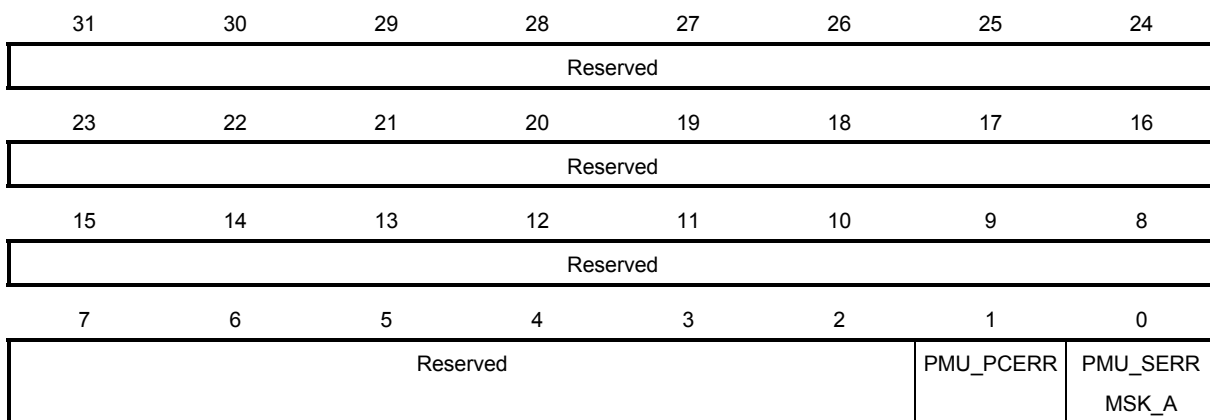 31 30 29 28 27 26 25 24
Reserved
23 22 21 20 19 18 17 16
Reserved
15 14 13 12 11 10 9 8
Reserved
7 6 5 4 3 2 1 0
Reserved PMU_PCERR PMU_SERR
MSK_A